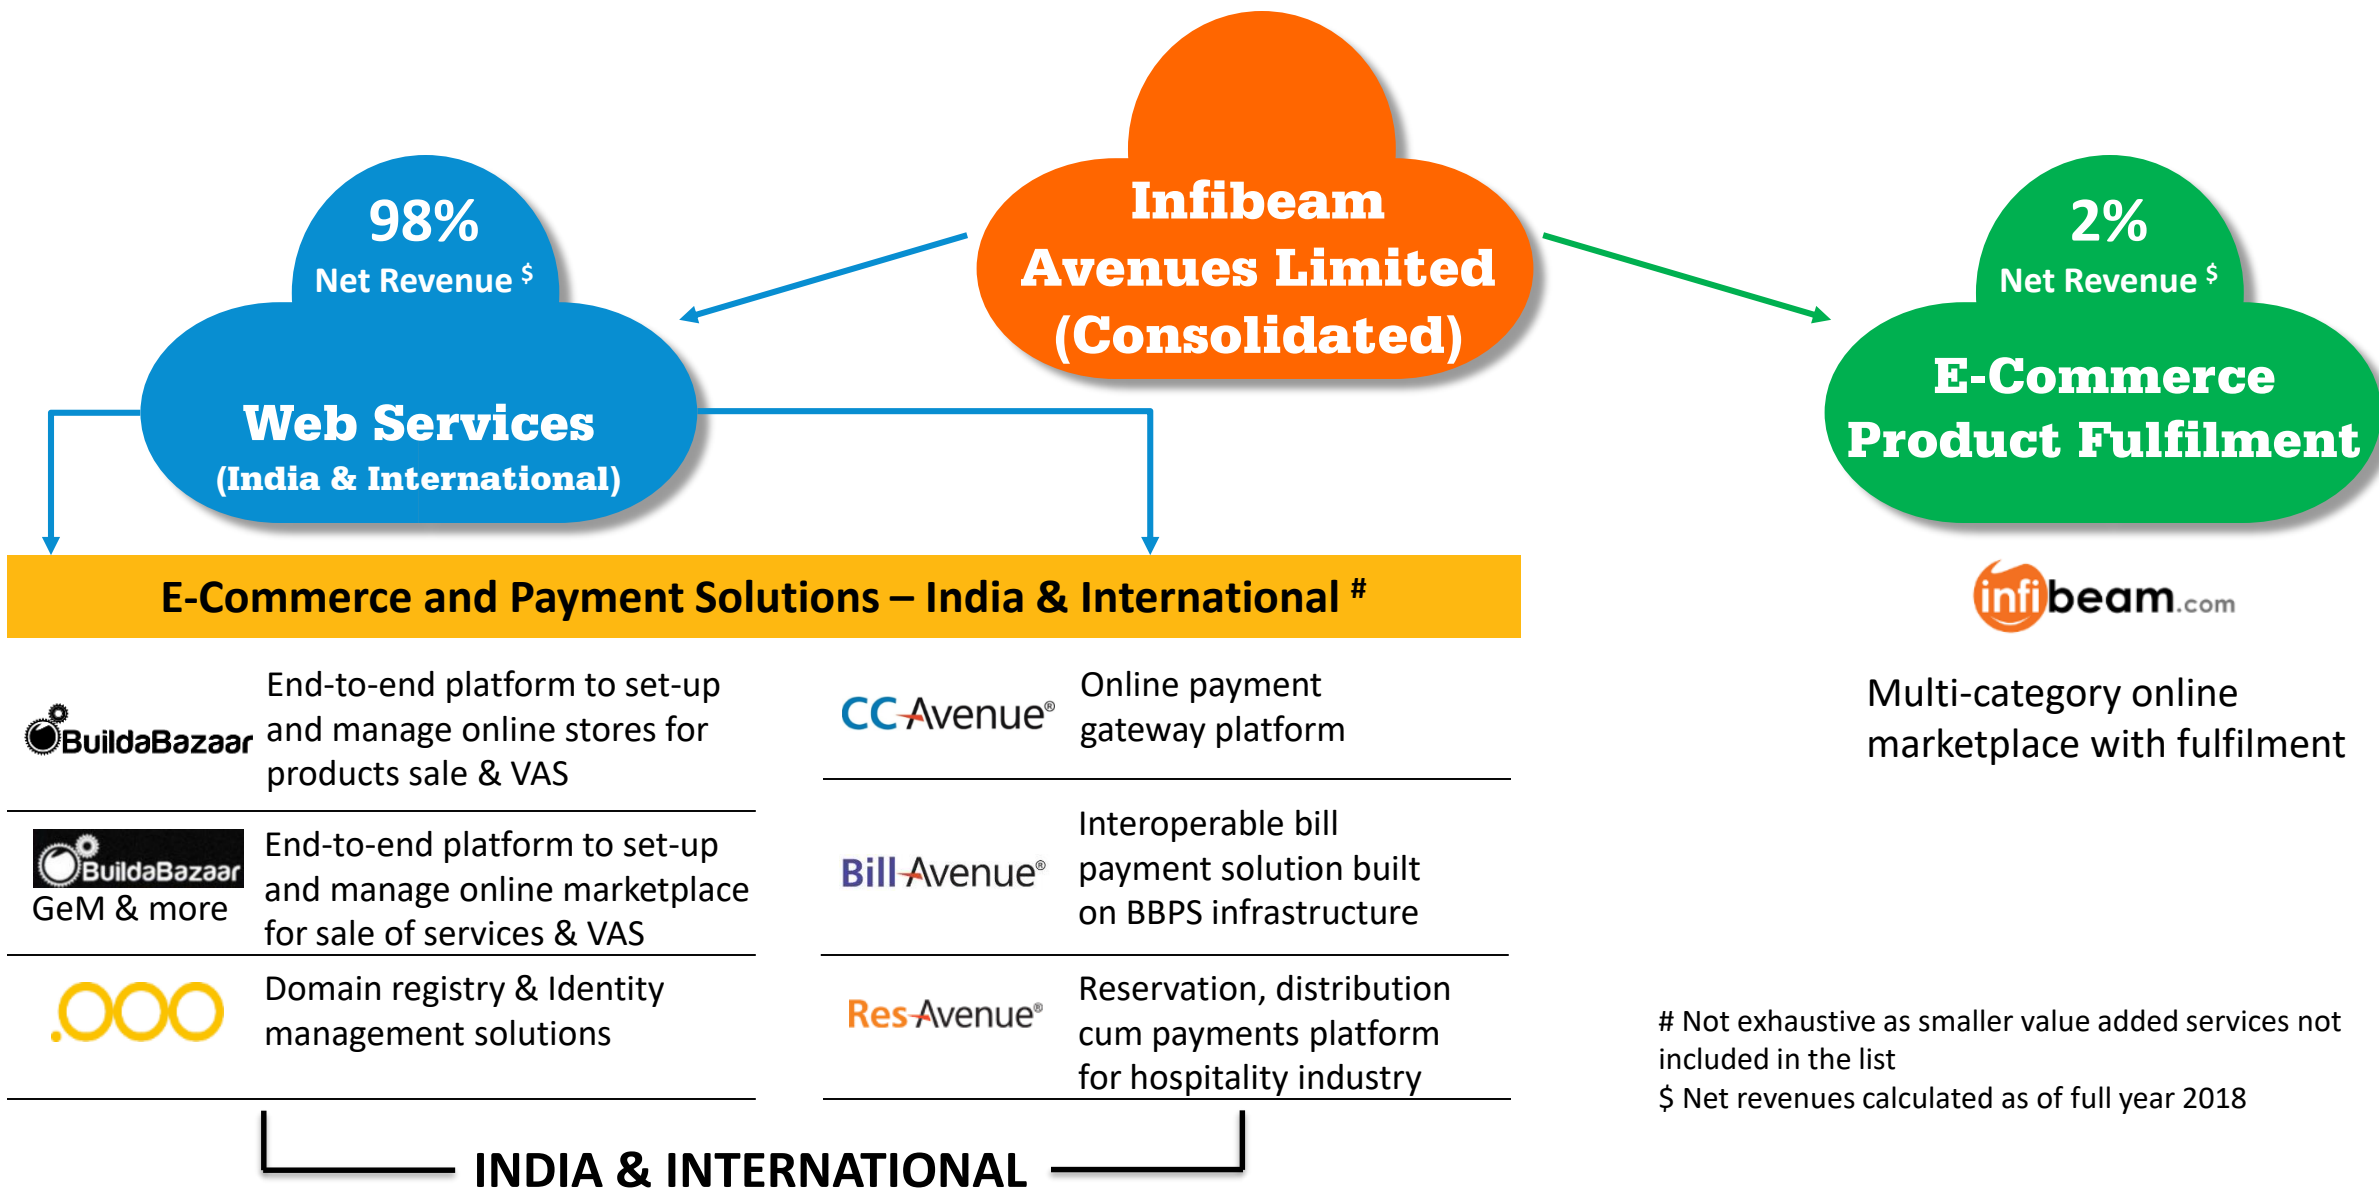 Infibeam
Avenues Limited
(Consolidated)
98%
Net Revenue $
Web Services
(India & International)
2%
Net Revenue $
E-Commerce
Product Fulfilment
E-Commerce and Payment Solutions – India & International #
BuildaBazaar
End-to-end platform to set-up
and manage online stores for
products sale & VAS
BuildaBazaar
GeM & more
End-to-end platform to set-up
and manage online marketplace
for sale of services & VAS
.OOO
Domain registry & Identity
management solutions
CCAvenue®
Online payment
gateway platform
BillAvenue®
Interoperable bill
payment solution built
on BBPS infrastructure
ResAvenue®
Reservation, distribution
cum payments platform
for hospitality industry
INDIA & INTERNATIONAL
infibeam.com
Multi-category online
marketplace with fulfilment
# Not exhaustive as smaller value added services not
included in the list
$ Net revenues calculated as of full year 2018